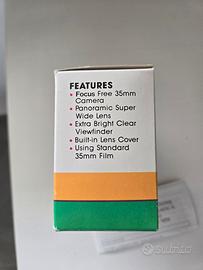 FEATURES
• Focus Free 35mm
Camera
• Panoramic Super
Wide Lens
• Extra Bright Clear
Viewfinder
• Built-in Lens Cover
• Using Standard
35mm Film
subito